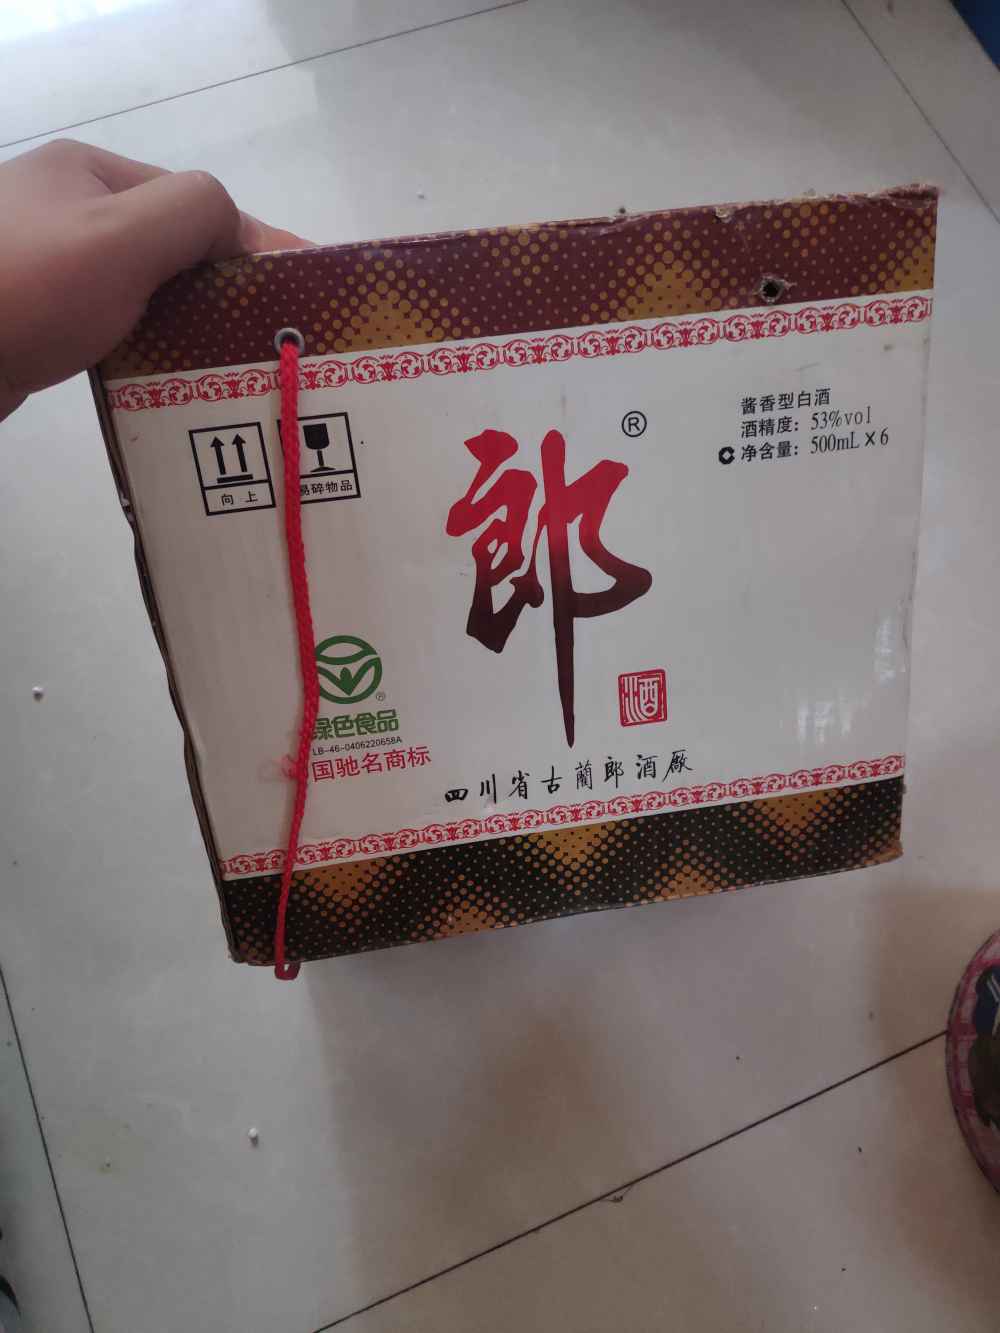 酱香型白酒
酒精度: 53%vol
净含量: 500mL×6
向上
易碎物品
郎
®
酒
绿色食品
®
LB-46-0406220658A
国驰名商标
四川省古蔺郎酒厰